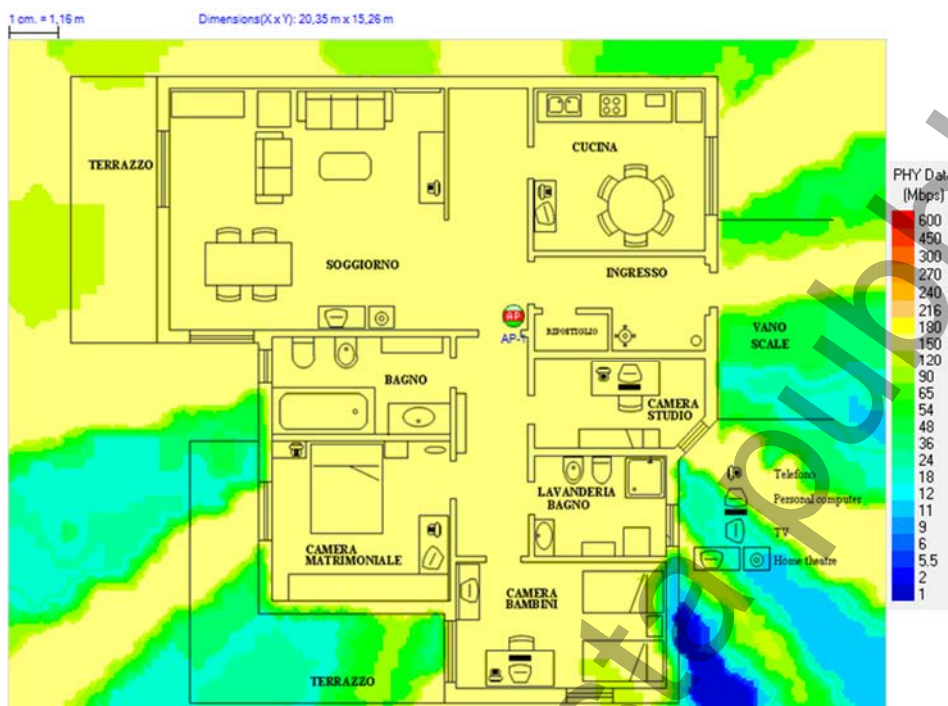 1 cm. = 1,16 m
Dimensions(X x Y): 20,35 m x 15,26 m
TERRAZZO
CUCINA
SOGGIORNO
INGRESSO
AP
AP-1
RIPOSTIGLIO
VANO
SCALE
BAGNO
CAMERA
STUDIO
LAVANDERIA
BAGNO
CAMERA
MATRIMONIALE
CAMERA
BAMBINI
TERRAZZO
Telefono
Personal computer
TV
Home theatre
PHY Data
(Mbps)
600
450
300
270
240
216
180
150
120
90
65
54
48
36
24
18
12
11
9
6
5.5
2
1